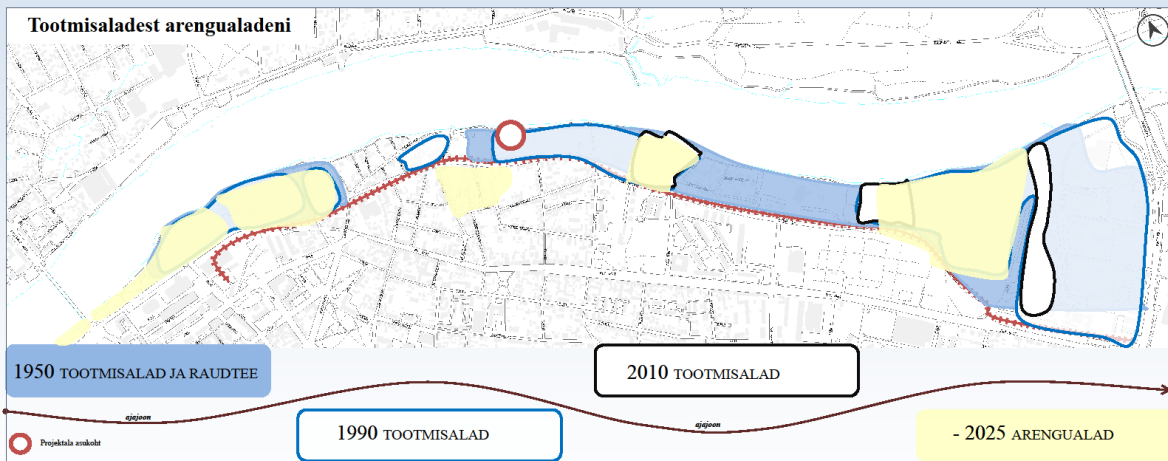 Tootmisaladest arengualadeni
1950 TOOTMISALAD JA RAUDTEE
2010 TOOTMISALAD
ajajoon
ajajoon
1990 TOOTMISALAD
- 2025 ARENGUALAD
Projektala asukoht